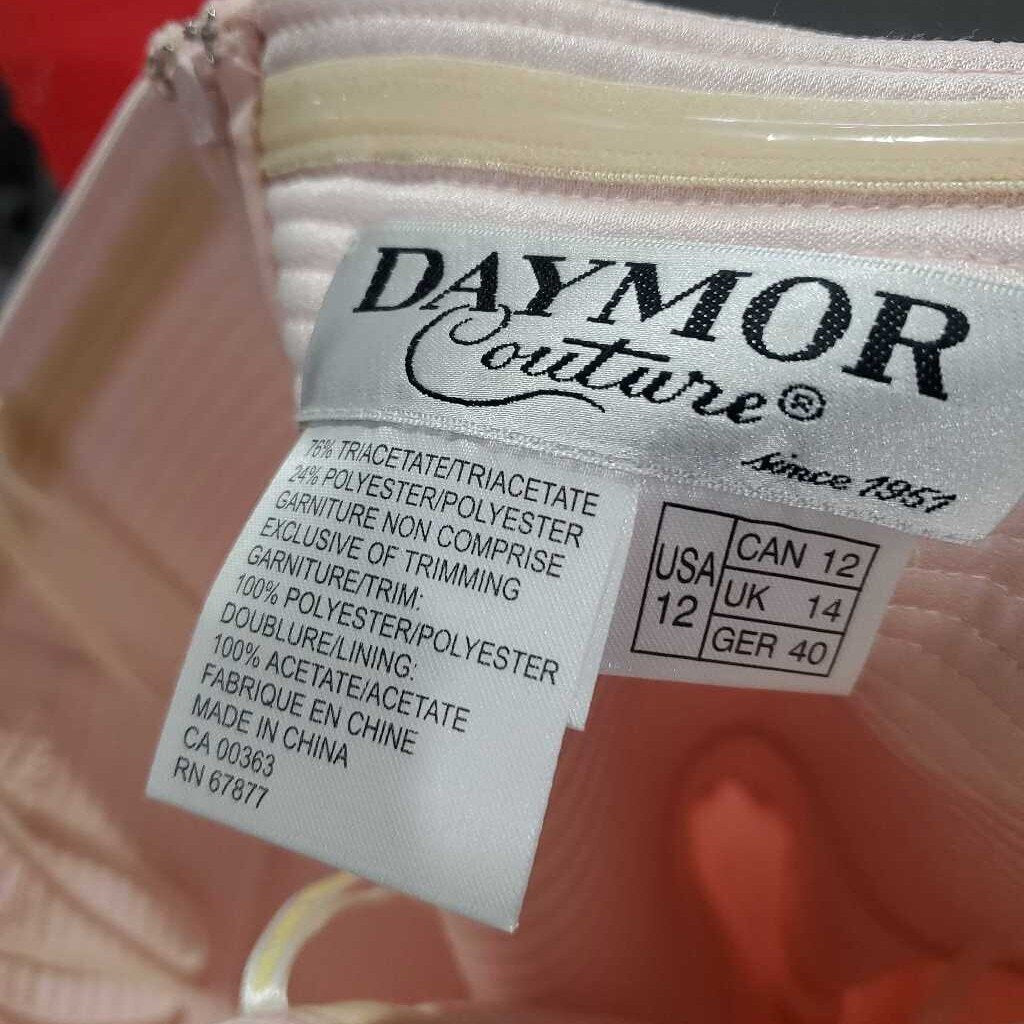 DAYMOR
Couture®
since 1951
76% TRIACETATE/TRIACETATE
24% POLYESTER/POLYESTER
GARNITURE NON COMPRISE
EXCLUSIVE OF TRIMMING
GARNITURE/TRIM:
100% POLYESTER/POLYESTER
DOUBLURE/LINING:
100% ACETATE/ACETATE
FABRIQUE EN CHINE
MADE IN CHINA
CA 00363
RN 67877
USA
12
CAN 12
UK 14
GER 40